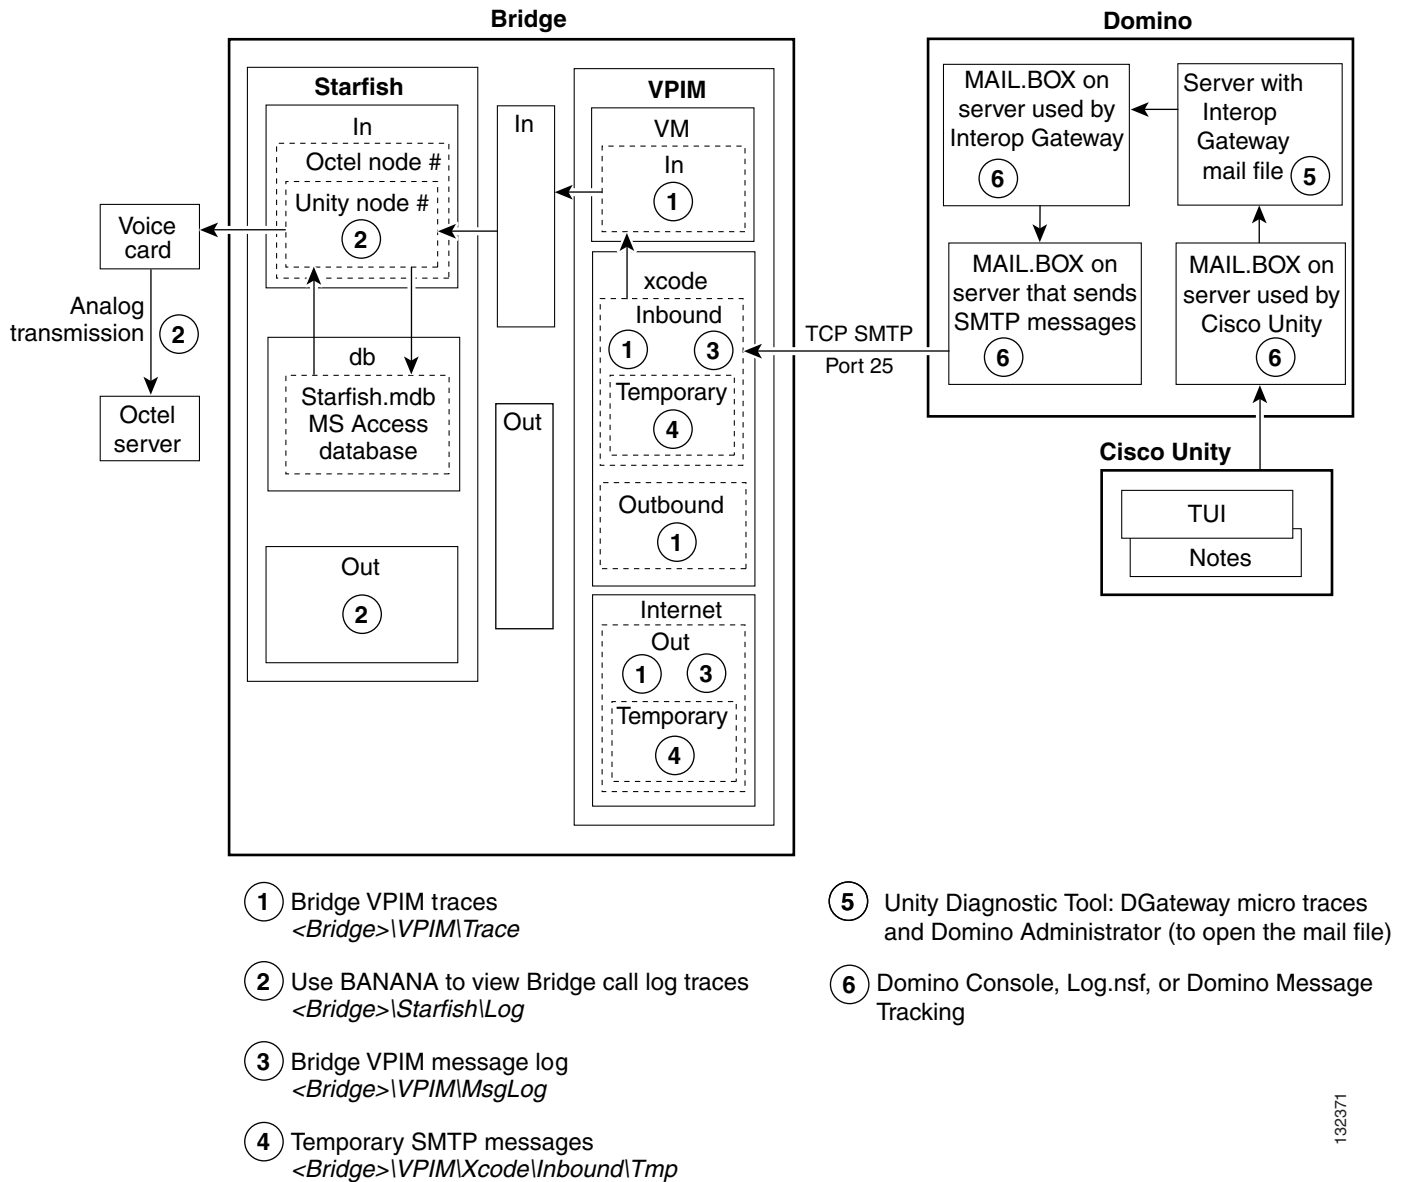 Bridge
Starfish
In
Octel node #
Unity node #
2
Voice
card
Analog
transmission
2
Octel
server
db
Starfish.mdb
MS Access
database
Out
2
In
Out
VPIM
VM
In
1
xcode
Inbound
1
3
Temporary
4
Outbound
1
Internet
Out
1
3
Temporary
4
TCP SMTP
Port 25
Domino
MAIL.BOX on
server used by
Interop Gateway
6
Server with
Interop
Gateway
mail file
5
MAIL.BOX on
server that sends
SMTP messages
6
MAIL.BOX on
server used by
Cisco Unity
6
Cisco Unity
TUI
Notes
1 Bridge VPIM traces
<Bridge>\VPIM\Trace
2 Use BANANA to view Bridge call log traces
<Bridge>\Starfish\Log
3 Bridge VPIM message log
<Bridge>\VPIM\MsgLog
4 Temporary SMTP messages
<Bridge>\VPIM\Xcode\Inbound\Tmp
5 Unity Diagnostic Tool: DGateway micro traces
and Domino Administrator (to open the mail file)
6 Domino Console, Log.nsf, or Domino Message
Tracking
132371